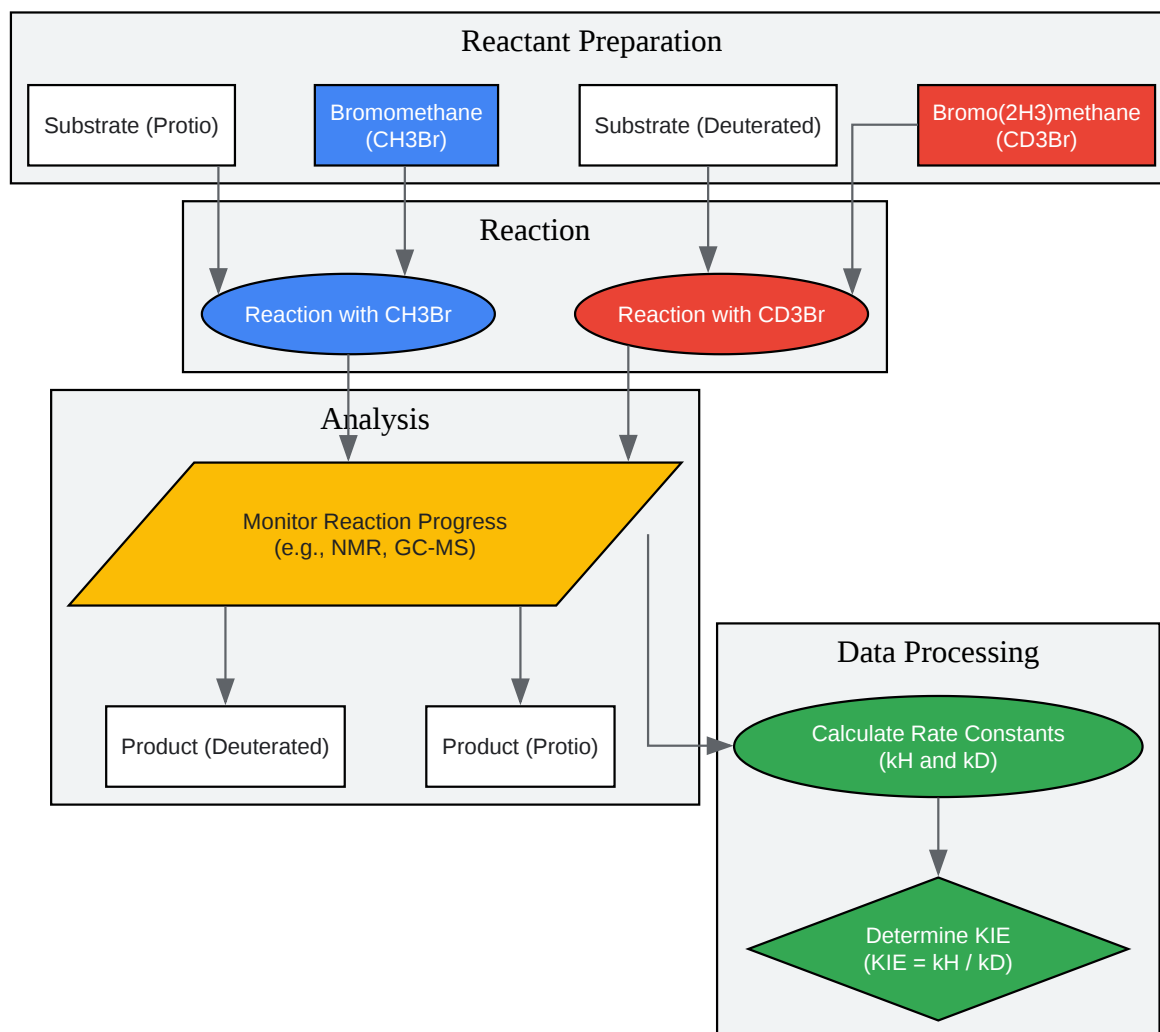 Reactant Preparation
Substrate (Protio)
Bromomethane
(CH3Br)
Substrate (Deuterated)
Bromo(2H3)methane
(CD3Br)
Reaction
Reaction with CH3Br
Reaction with CD3Br
Analysis
Monitor Reaction Progress
(e.g., NMR, GC-MS)
Product (Deuterated)
Product (Protio)
Data Processing
Calculate Rate Constants
(kH and kD)
Determine KIE
(KIE = kH / kD)